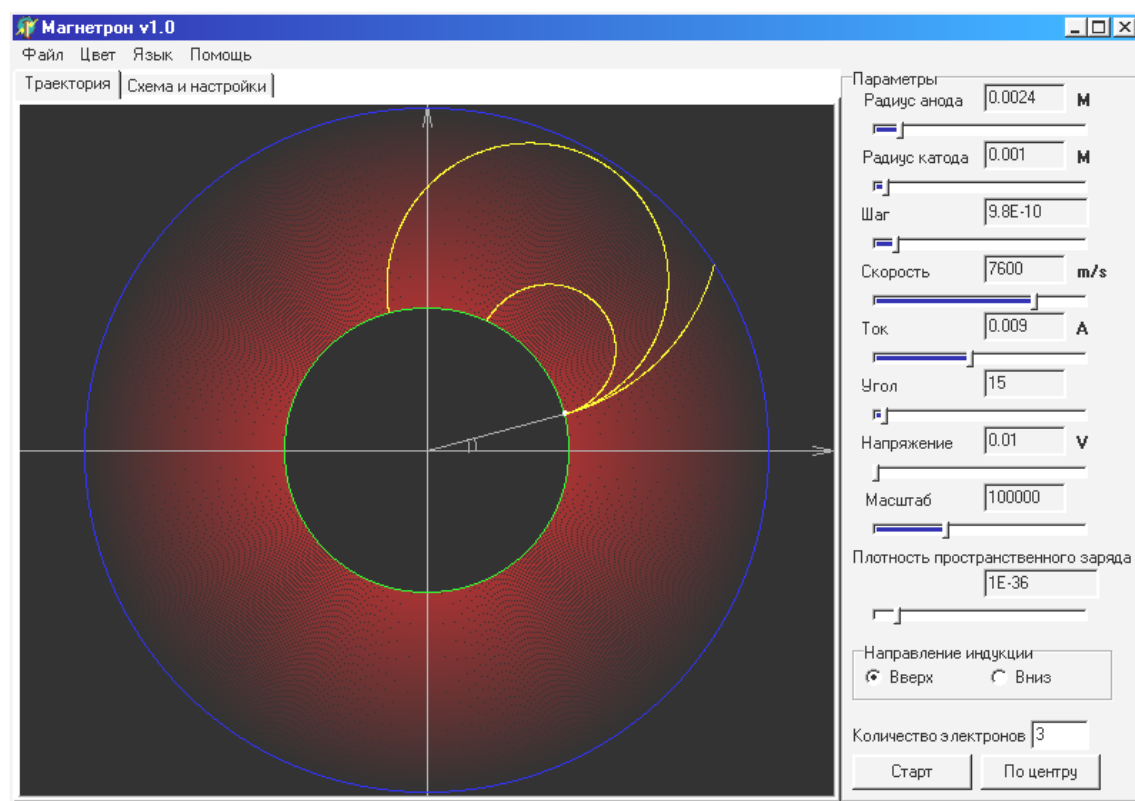 Магнетрон v1.0
Файл Цвет Язык Помощь
Траектория Схема и настройки
Параметры
Радиус анода 0.0024 м
Радиус катода 0.001 м
Шаг 9.8E-10
Скорость 7600 m/s
Ток 0.009 A
Угол 15
Напряжение 0.01 V
Масштаб 100000
Плотность пространственного заряда
1E-36
Направление индукции
Вверх Вниз
Количество электронов 3
Старт По центру